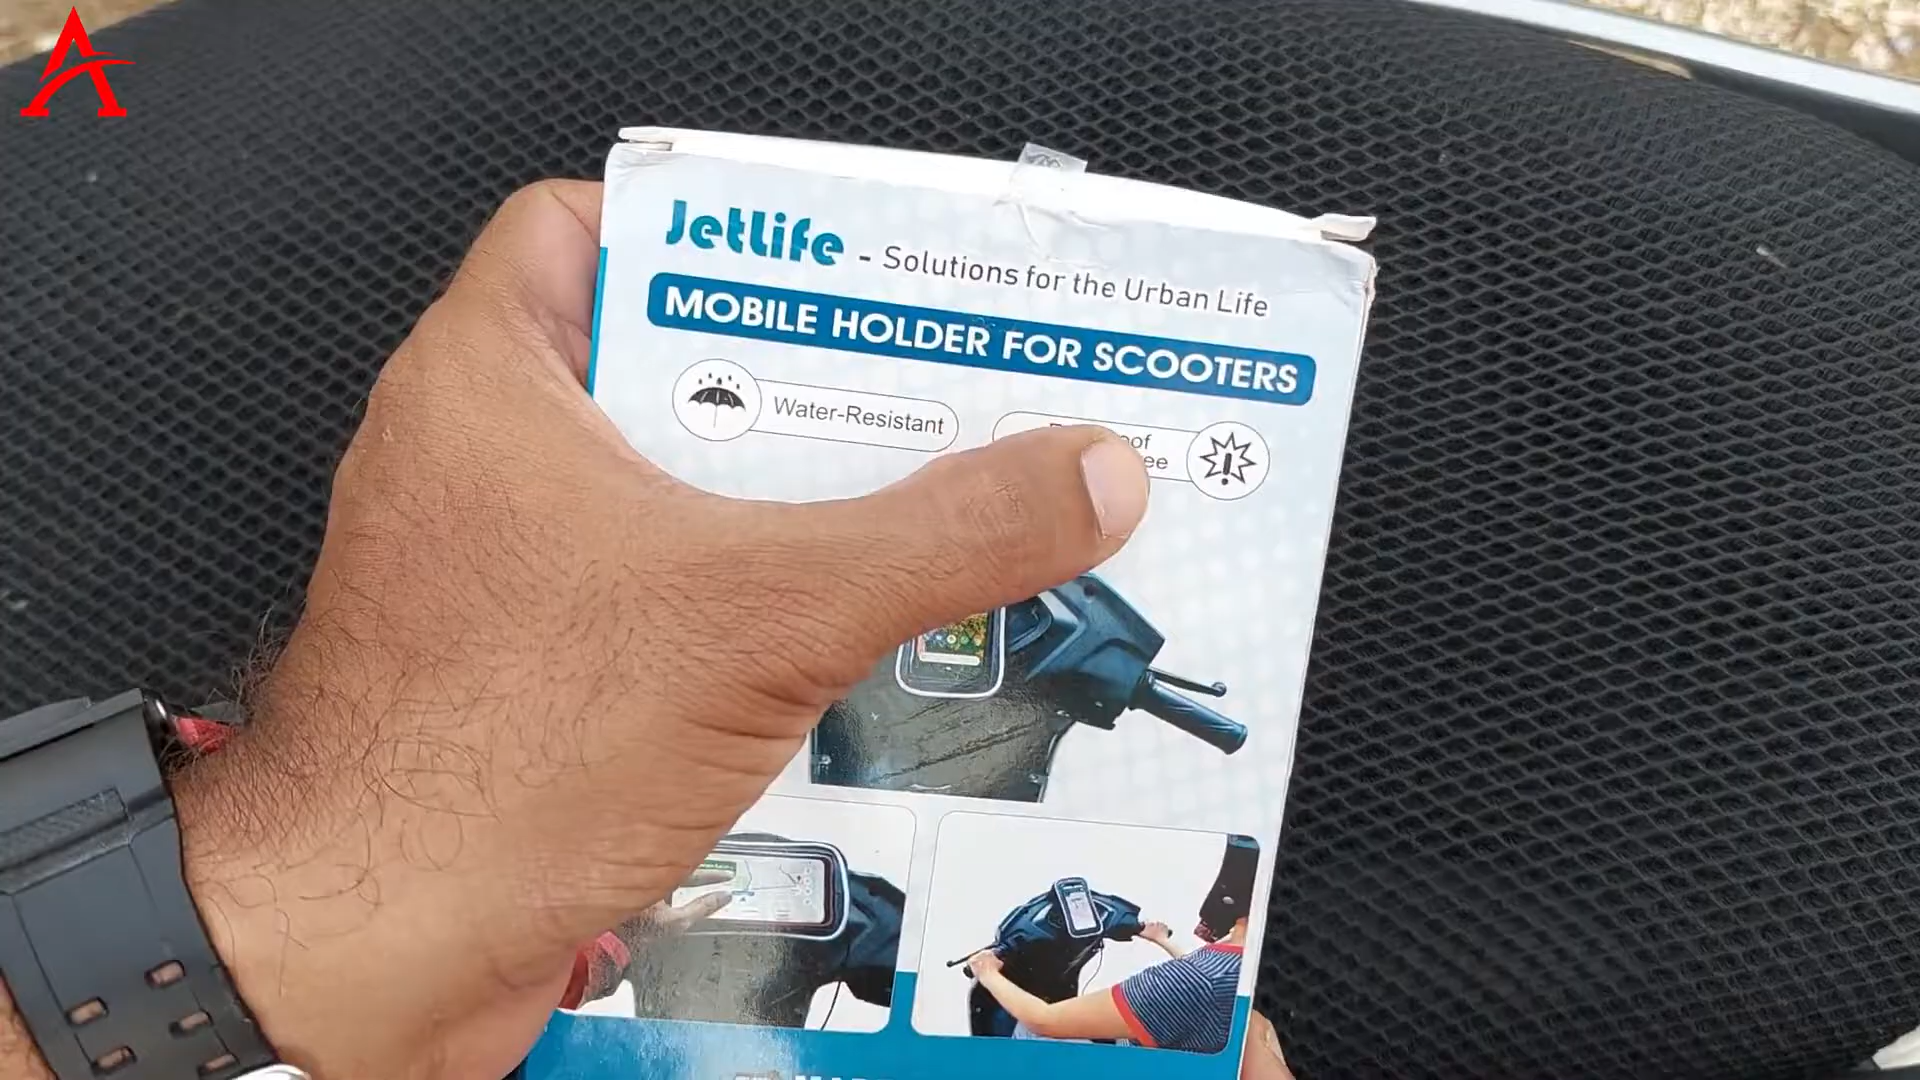 JetLife - Solutions for the Urban Life
MOBILE HOLDER FOR SCOOTERS
Water-Resistant